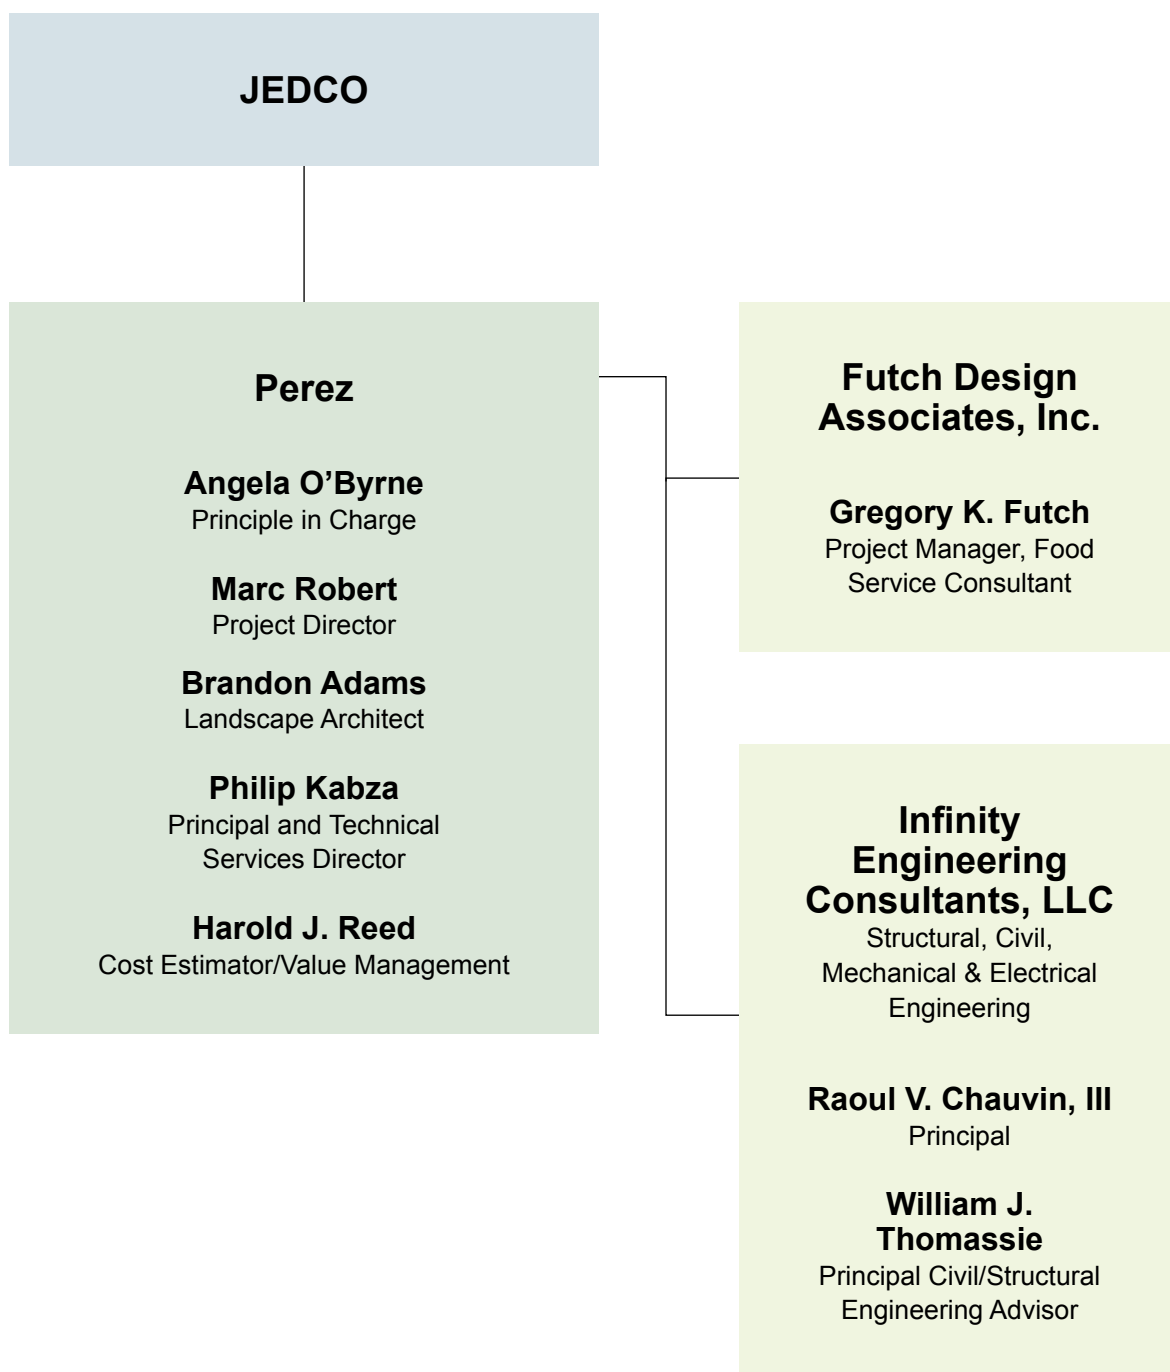 JEDCO
Perez
Angela O’Byrne
Principle in Charge
Marc Robert
Project Director
Brandon Adams
Landscape Architect
Philip Kabza
Principal and Technical
Services Director
Harold J. Reed
Cost Estimator/Value Management
Futch Design
Associates, Inc.
Gregory K. Futch
Project Manager, Food
Service Consultant
Infinity
Engineering
Consultants, LLC
Structural, Civil,
Mechanical & Electrical
Engineering
Raoul V. Chauvin, III
Principal
William J.
Thomassie
Principal Civil/Structural
Engineering Advisor